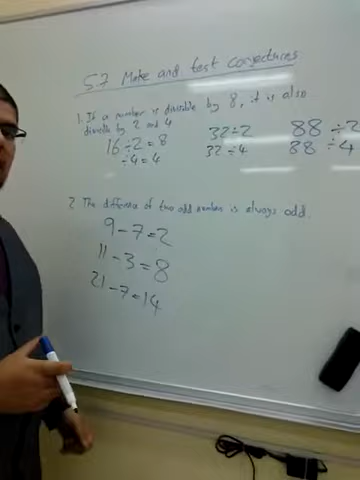 5.7 Make and test conjectures
1. If a number is divisible by 8, it is also
divisible by 2 and 4
16 ÷ 2 = 8
÷ 4 = 4
32 ÷ 2
32 ÷ 4
88 ÷ 2
88 ÷ 4
2. The difference of two odd numbers is always odd.
9 - 7 = 2
11 - 3 = 8
21 - 7 = 14